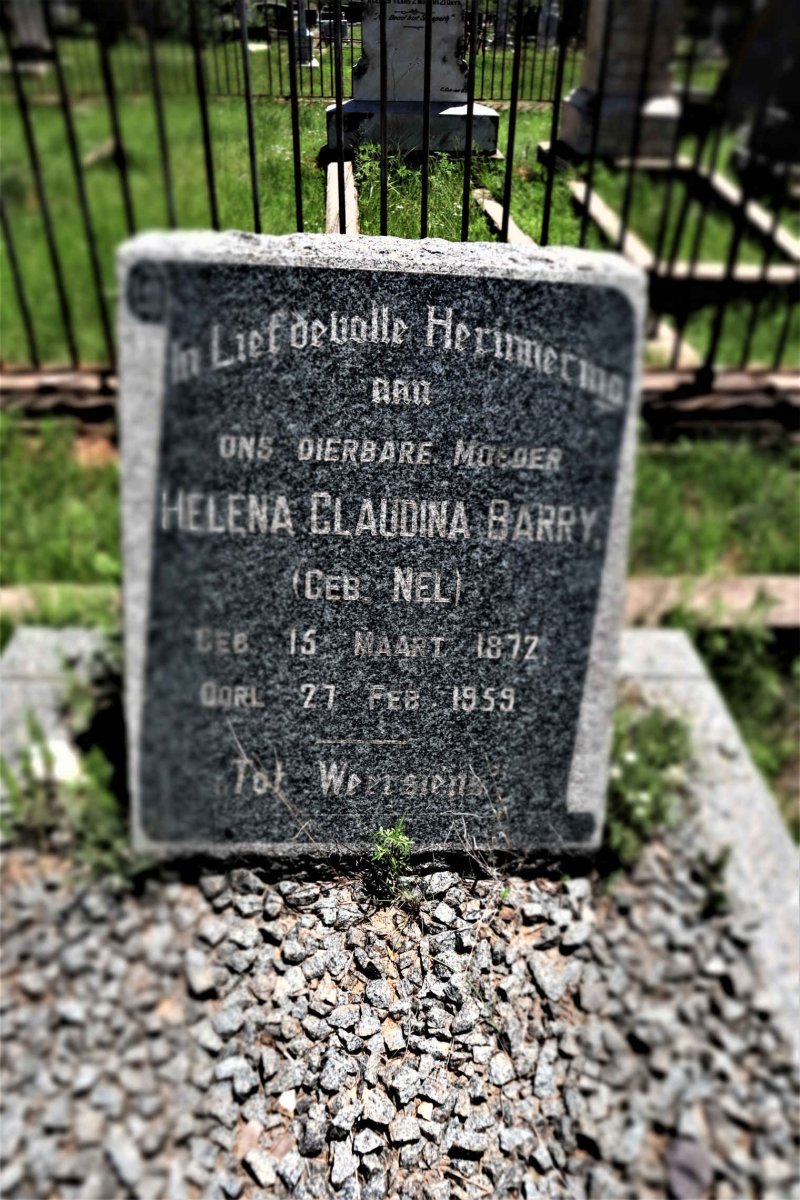 In Liefdevolle Herinnering
aan
ONS DIERBARE MOEDER
HELENA CLAUDINA BARRY,
(GEB. NEL)
GEB. 15 MAART 1872,
OORL. 27 FEB. 1959.
"Tot Weersiens"